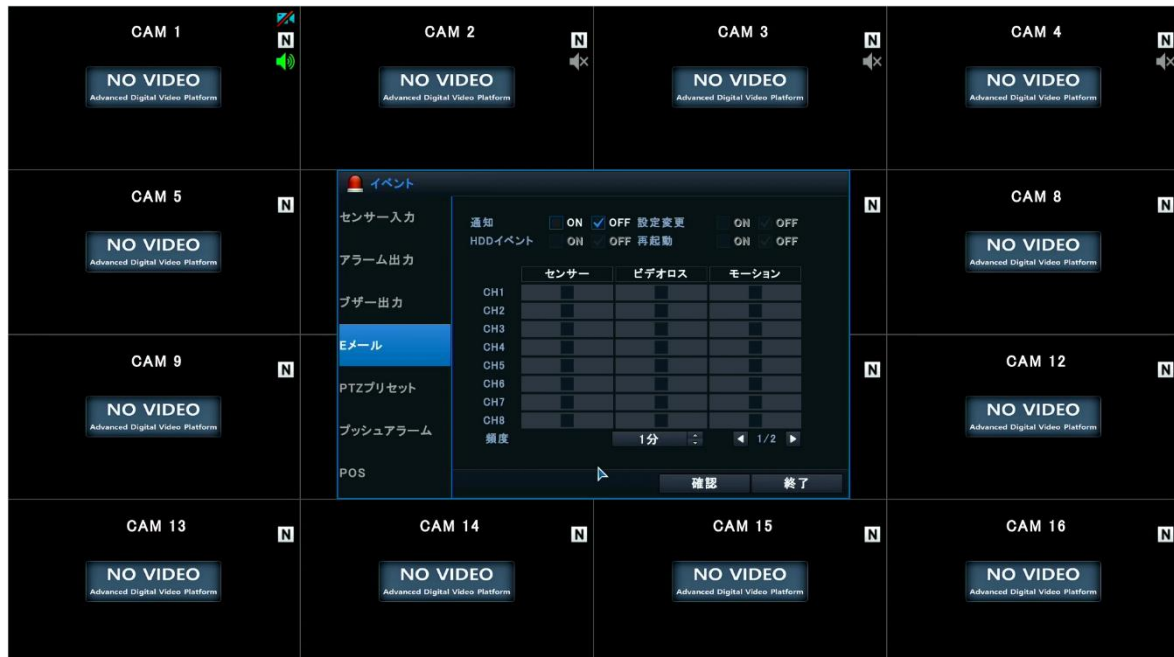 CAM 1
N
NO VIDEO
Advanced Digital Video Platform
CAM 2
N
NO VIDEO
Advanced Digital Video Platform
CAM 3
N
NO VIDEO
Advanced Digital Video Platform
CAM 4
N
NO VIDEO
Advanced Digital Video Platform
CAM 5
N
NO VIDEO
Advanced Digital Video Platform
イベント
センサー入力
アラーム出力
ブザー出力
Eメール
PTZプリセット
プッシュアラーム
POS
通知 ON OFF 設定変更 ON OFF
HDDイベント ON OFF 再起動 ON OFF
センサー ビデオロス モーション
CH1
CH2
CH3
CH4
CH5
CH6
CH7
CH8
頻度 1分 1/2
確認 終了
N
CAM 8
N
NO VIDEO
Advanced Digital Video Platform
CAM 9
N
NO VIDEO
Advanced Digital Video Platform
N
CAM 12
N
NO VIDEO
Advanced Digital Video Platform
CAM 13
N
NO VIDEO
Advanced Digital Video Platform
CAM 14
N
NO VIDEO
Advanced Digital Video Platform
CAM 15
N
NO VIDEO
Advanced Digital Video Platform
CAM 16
N
NO VIDEO
Advanced Digital Video Platform